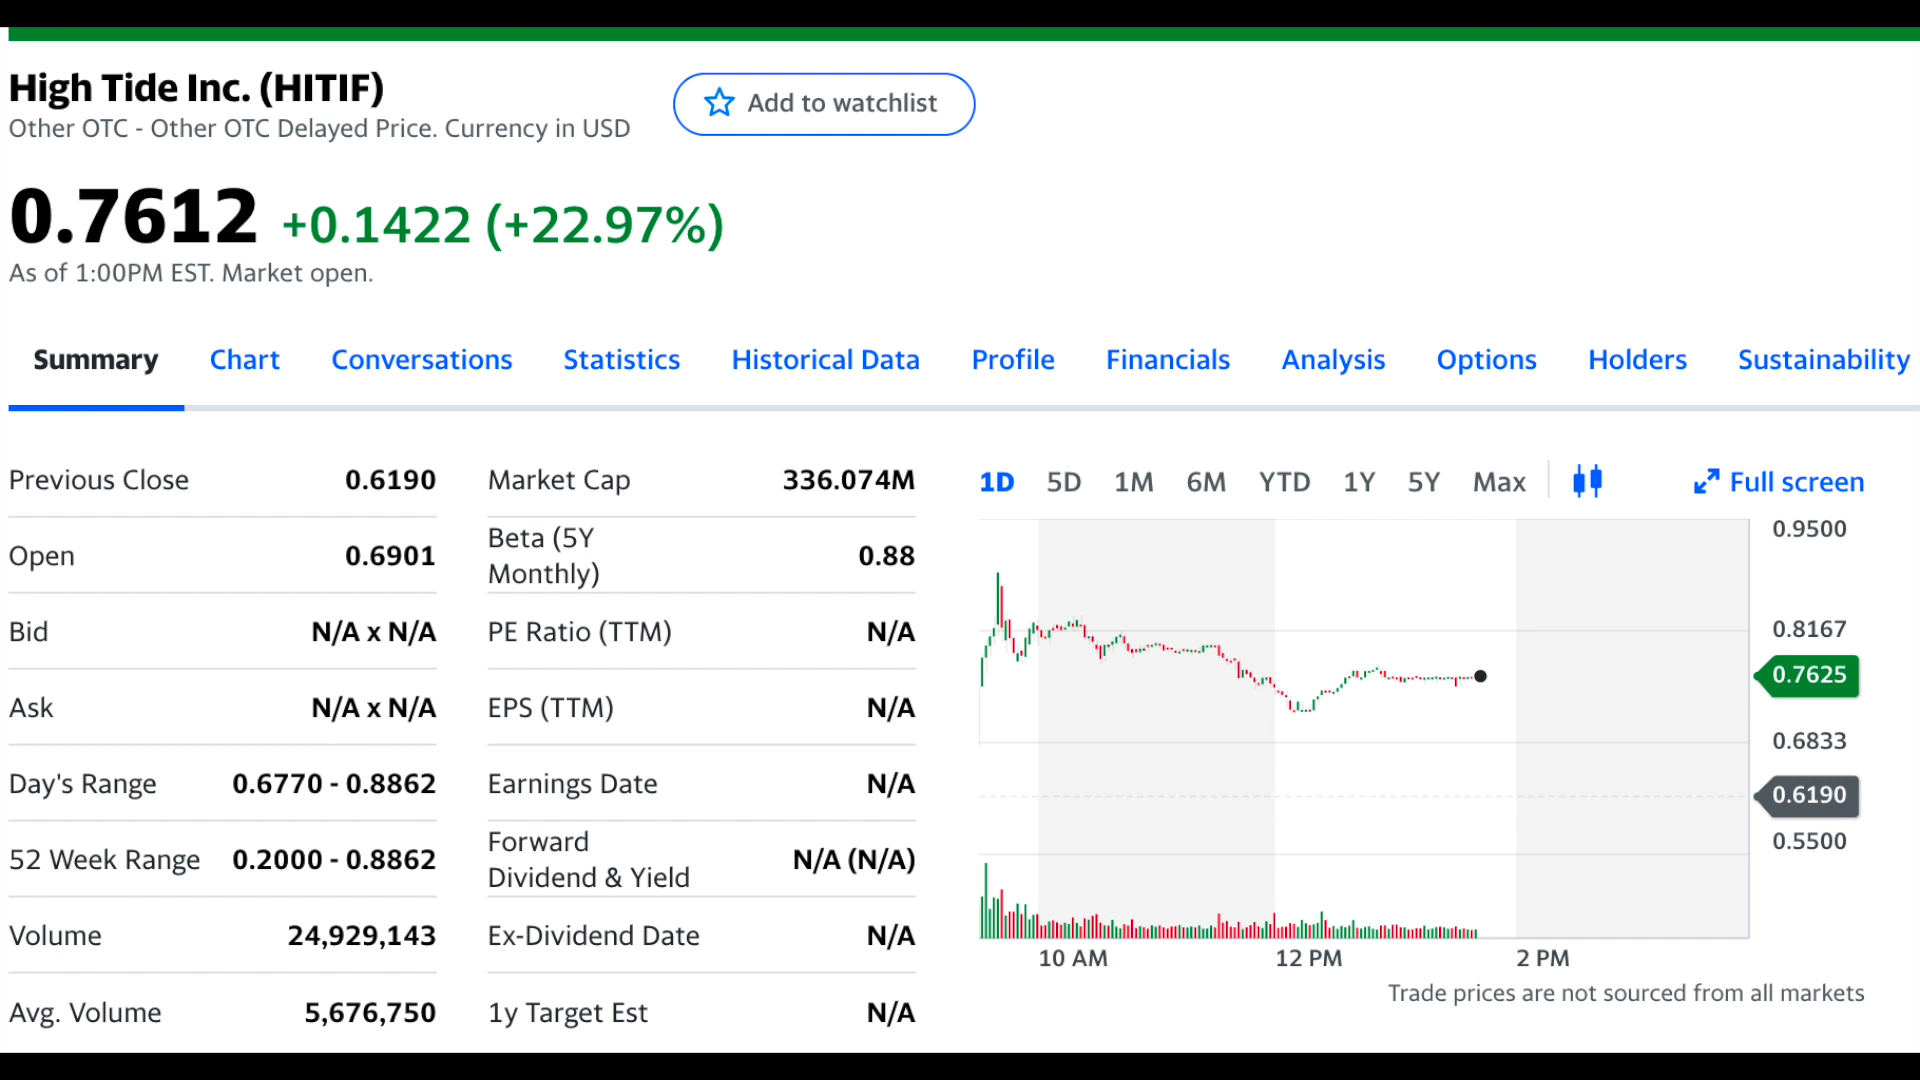 High Tide Inc. (HITIF)
Other OTC - Other OTC Delayed Price. Currency in USD
Add to watchlist
0.7612 +0.1422 (+22.97%)
As of 1:00PM EST. Market open.
Summary Chart Conversations Statistics Historical Data Profile Financials Analysis Options Holders Sustainability
Previous Close 0.6190
Open 0.6901
Bid N/A x N/A
Ask N/A x N/A
Day's Range 0.6770 - 0.8862
52 Week Range 0.2000 - 0.8862
Volume 24,929,143
Avg. Volume 5,676,750
Market Cap 336.074M
Beta (5Y
Monthly) 0.88
PE Ratio (TTM) N/A
EPS (TTM) N/A
Earnings Date N/A
Forward
Dividend & Yield N/A (N/A)
Ex-Dividend Date N/A
1y Target Est N/A
1D 5D 1M 6M YTD 1Y 5Y Max Full screen
0.9500
0.8167
0.7625
0.6833
0.6190
0.5500
10 AM 12 PM 2 PM
Trade prices are not sourced from all markets